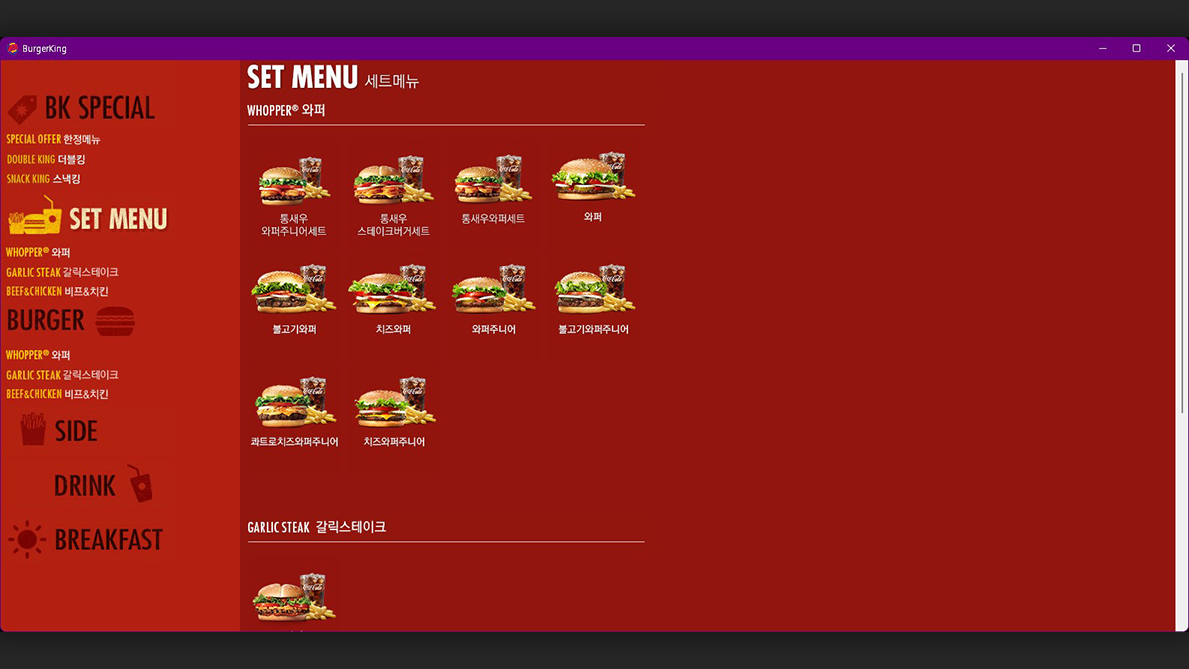 BurgerKing
BK SPECIAL
SPECIAL OFFER 한정메뉴
DOUBLE KING 더블킹
SNACK KING 스낵킹
SET MENU
WHOPPER® 와퍼
GARLIC STEAK 갈릭스테이크
BEEF&CHICKEN 비프&치킨
BURGER
WHOPPER® 와퍼
GARLIC STEAK 갈릭스테이크
BEEF&CHICKEN 비프&치킨
SIDE
DRINK
BREAKFAST
SET MENU 세트메뉴
WHOPPER® 와퍼
통새우
와퍼주니어세트
통새우
스테이크버거세트
통새우와퍼세트
와퍼
불고기와퍼
치즈와퍼
와퍼주니어
불고기와퍼주니어
콰트로치즈와퍼주니어
치즈와퍼주니어
GARLIC STEAK 갈릭스테이크